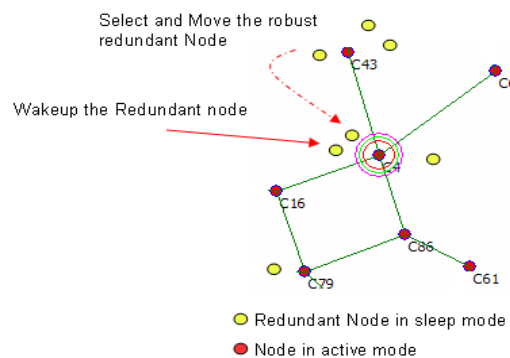 Select and Move the robust
redundant Node
C43
Wakeup the Redundant node
C16
C86
C79
C61
Redundant Node in sleep mode
Node in active mode